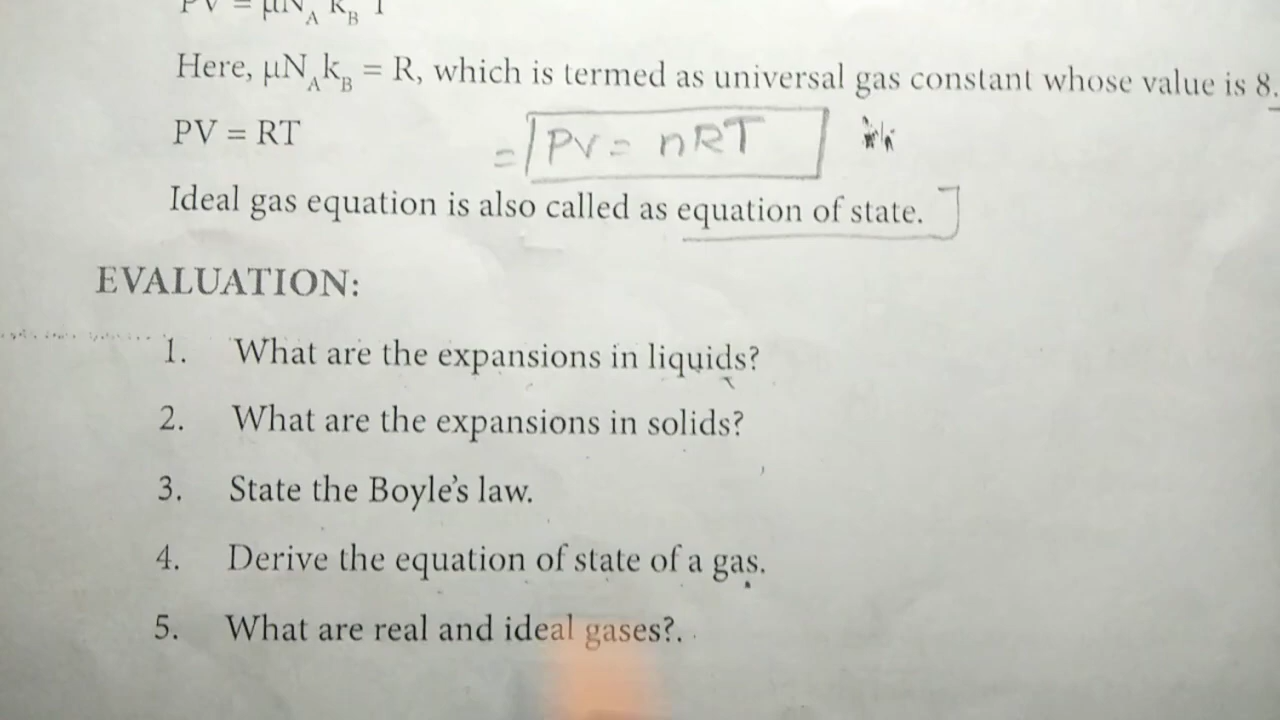 PV = μN_A k_B T
Here, μN_A k_B = R, which is termed as universal gas constant whose value is 8.
PV = RT = PV = nRT
Ideal gas equation is also called as equation of state.
EVALUATION:
1. What are the expansions in liquids?
2. What are the expansions in solids?
3. State the Boyle's law.
4. Derive the equation of state of a gas.
5. What are real and ideal gases?.